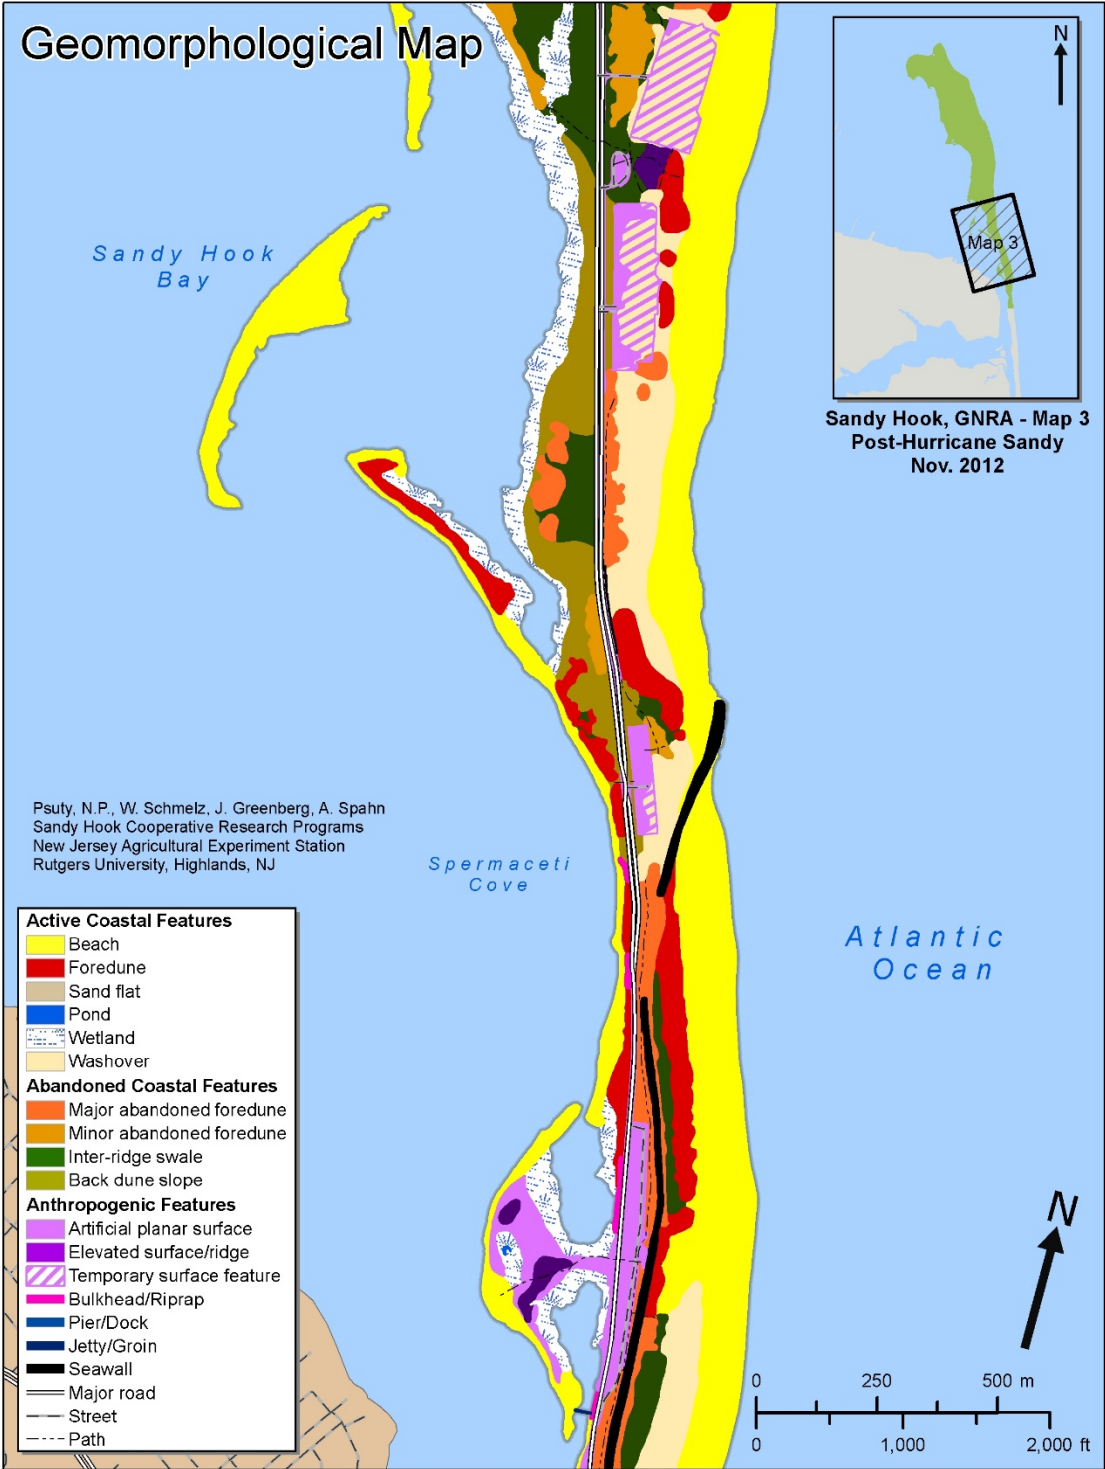 Geomorphological Map
N
Map 3
Sandy Hook, GNRA - Map 3
Post-Hurricane Sandy
Nov. 2012
Sandy Hook
Bay
Psuty, N.P., W. Schmelz, J. Greenberg, A. Spahn
Sandy Hook Cooperative Research Programs
New Jersey Agricultural Experiment Station
Rutgers University, Highlands, NJ
Spermaceti
Cove
Atlantic
Ocean
Active Coastal Features
Beach
Foredune
Sand flat
Pond
Wetland
Washover
Abandoned Coastal Features
Major abandoned foredune
Minor abandoned foredune
Inter-ridge swale
Back dune slope
Anthropogenic Features
Artificial planar surface
Elevated surface/ridge
Temporary surface feature
Bulkhead/Riprap
Pier/Dock
Jetty/Groin
Seawall
Major road
Street
Path
N
0 250 500 m
0 1,000 2,000 ft